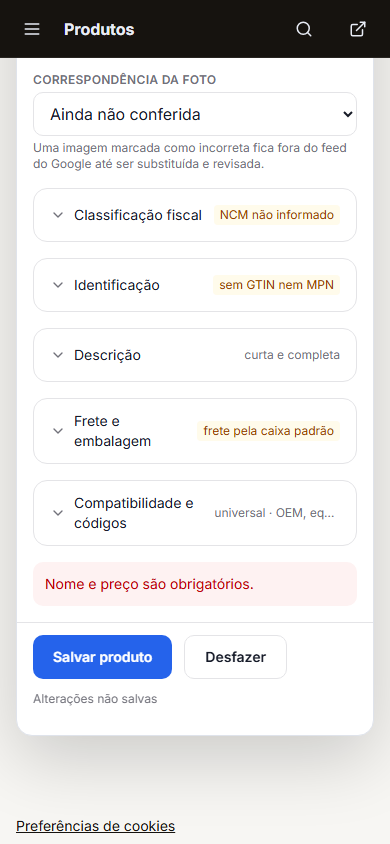 Produtos
CORRESPONDÊNCIA DA FOTO
Ainda não conferida
Uma imagem marcada como incorreta fica fora do feed
do Google até ser substituída e revisada.
Classificação fiscal NCM não informado
Identificação sem GTIN nem MPN
Descrição curta e completa
Frete e
embalagem
frete pela caixa padrão
Compatibilidade e
códigos
universal · OEM, eq...
Nome e preço são obrigatórios.
Salvar produto Desfazer
Alterações não salvas
Preferências de cookies